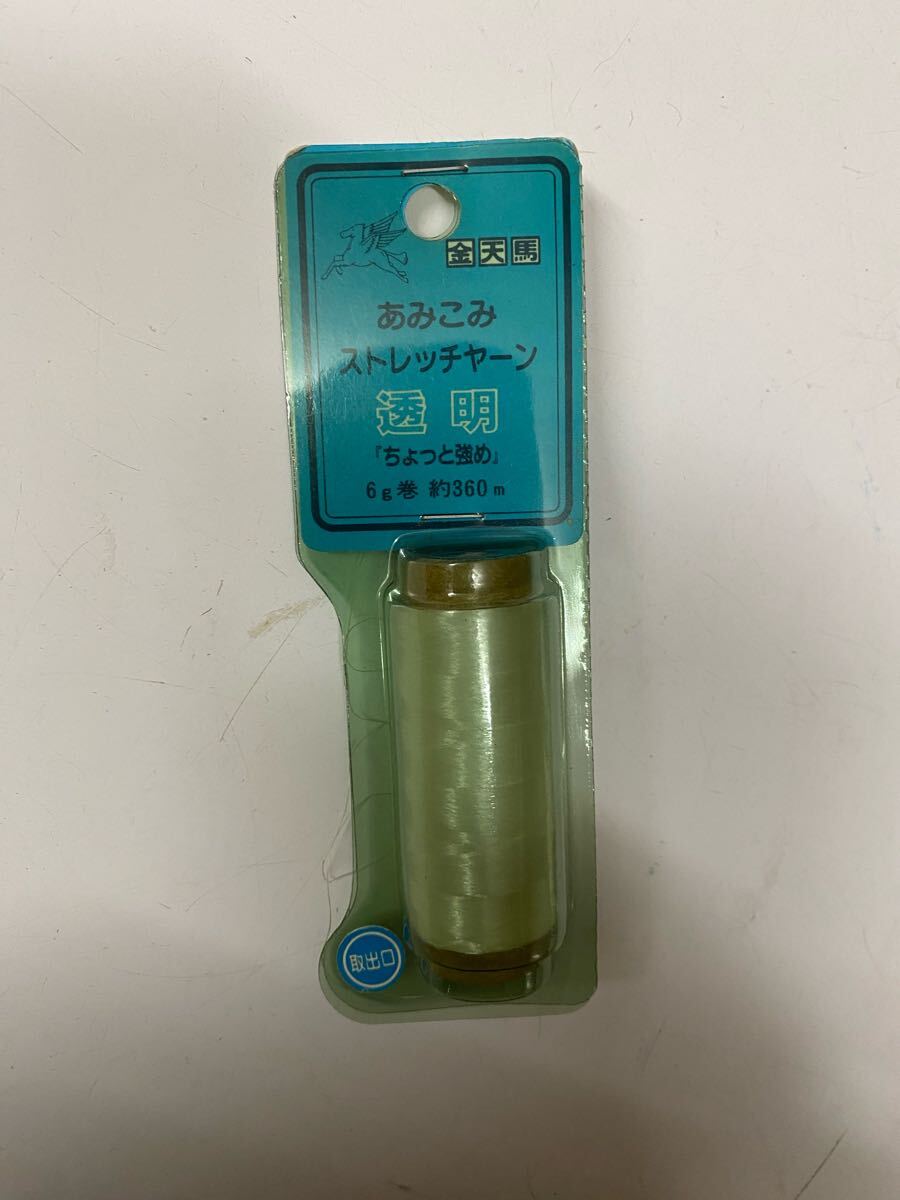 金天馬
あみこみ
ストレッチヤーン
透明
『ちょっと強め』
6g巻 約360m
取出口